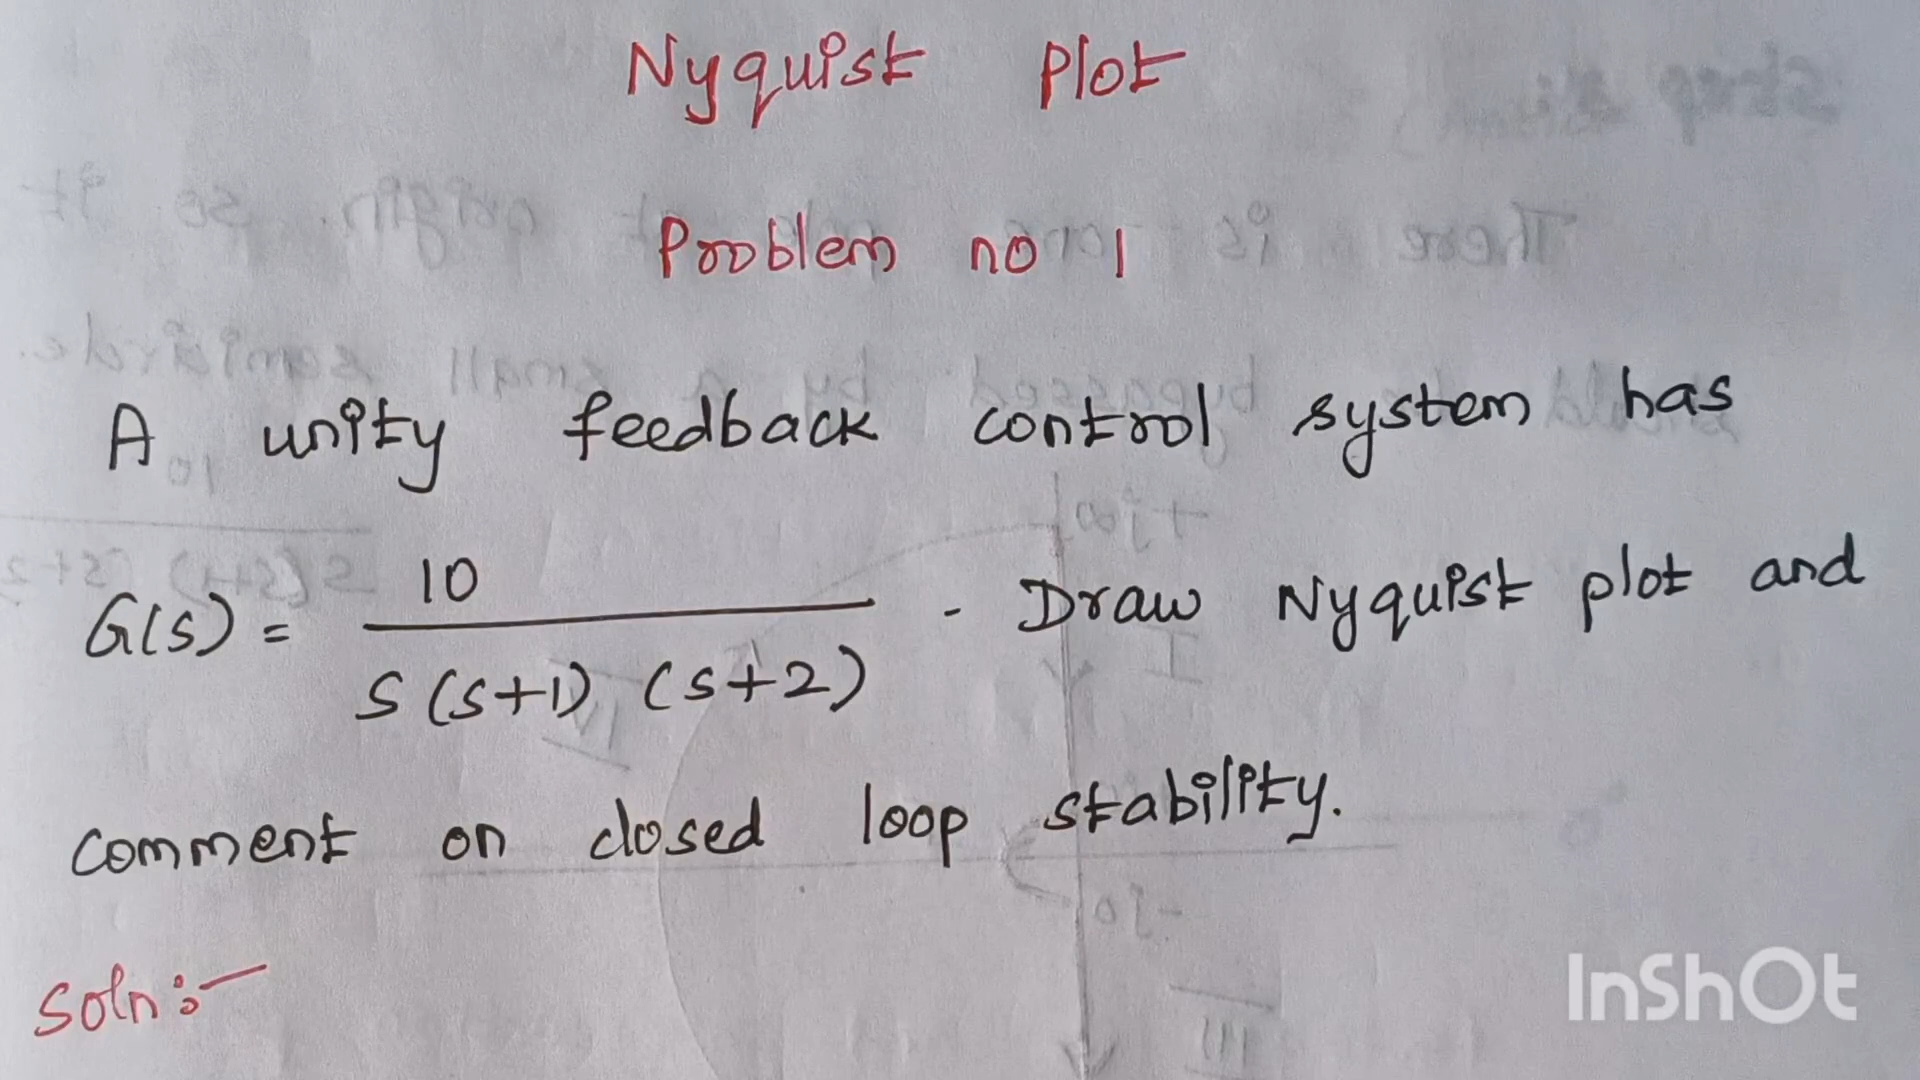 Nyquist Plot
Problem no 1
A unity feedback control system has
G(s) = 10 / s(s+1) (s+2) . Draw Nyquist plot and
comment on closed loop stability.
Soln :-
InShOt